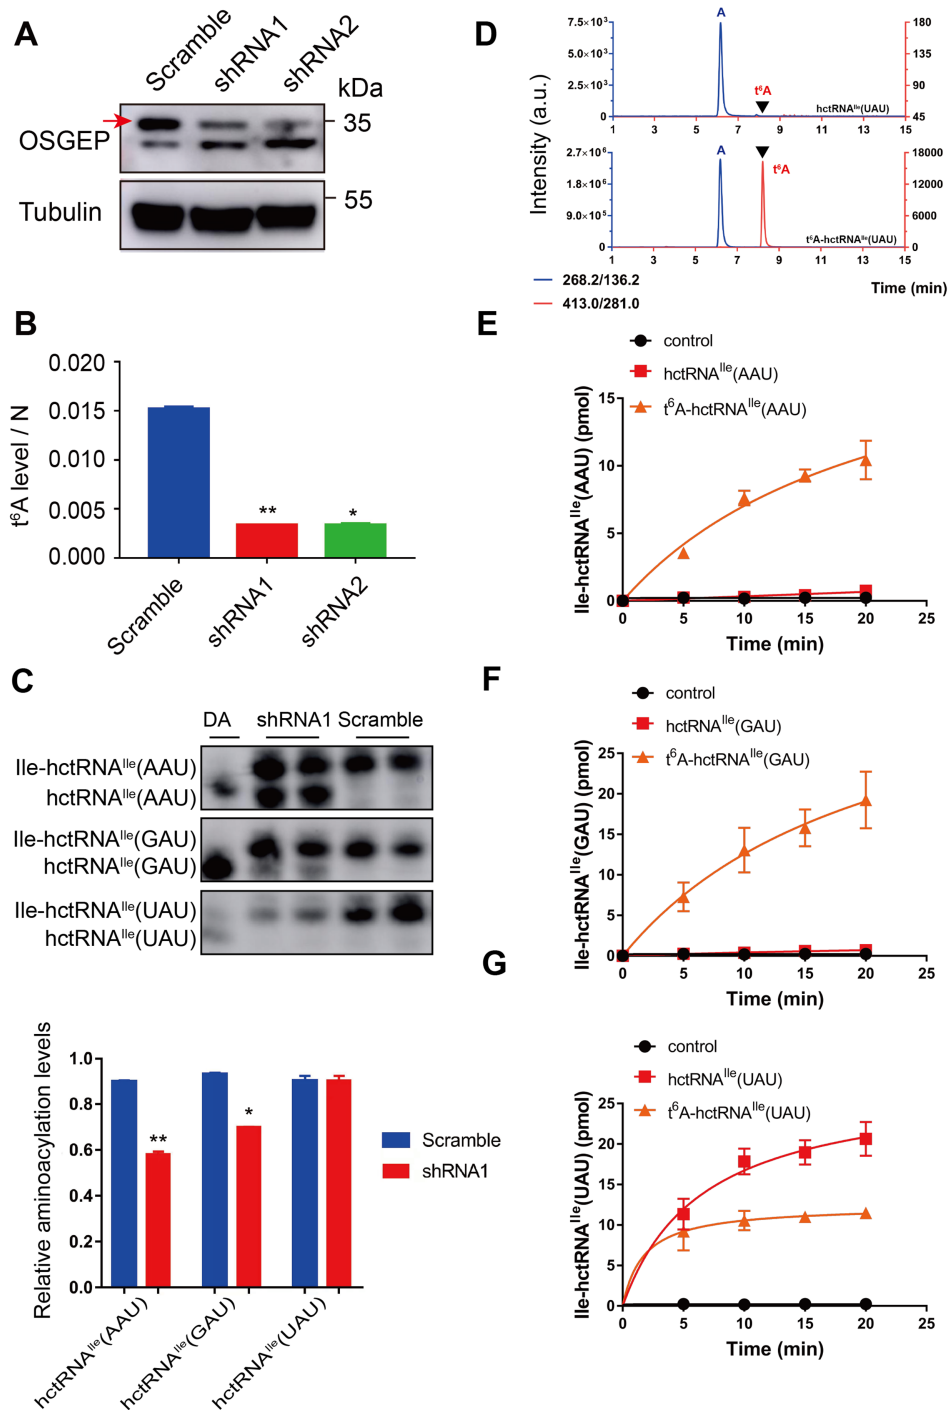 A
Scramble
shRNA1
shRNA2
kDa
OSGEP
35
Tubulin
55
B
t⁶A level / N
0.020
0.015
0.010
0.005
0.000
**
*
Scramble
shRNA1
shRNA2
C
DA shRNA1 Scramble
Ile-hctRNAᴵˡᵉ(AAU)
hctRNAᴵˡᵉ(AAU)
Ile-hctRNAᴵˡᵉ(GAU)
hctRNAᴵˡᵉ(GAU)
Ile-hctRNAᴵˡᵉ(UAU)
hctRNAᴵˡᵉ(UAU)
Relative aminoacylation levels
1.0
0.8
0.6
0.4
0.2
0.0
**
*
Scramble
shRNA1
hctRNAᴵˡᵉ(AAU)
hctRNAᴵˡᵉ(GAU)
hctRNAᴵˡᵉ(UAU)
D
Intensity (a.u.)
7.5×10³
5.0×10³
2.5×10³
0
A
t⁶A
180
135
90
45
hctRNAᴵˡᵉ(UAU)
1 3 5 7 9 11 13 15
2.7×10⁶
1.8×10⁶
9.0×10⁵
0
A
t⁶A
18000
12000
6000
0
t⁶A-hctRNAᴵˡᵉ(UAU)
1 3 5 7 9 11 13 15
268.2/136.2
413.0/281.0
Time (min)
E
control
hctRNAᴵˡᵉ(AAU)
t⁶A-hctRNAᴵˡᵉ(AAU)
Ile-hctRNAᴵˡᵉ(AAU) (pmol)
15
10
5
0
0 5 10 15 20 25
Time (min)
F
control
hctRNAᴵˡᵉ(GAU)
t⁶A-hctRNAᴵˡᵉ(GAU)
Ile-hctRNAᴵˡᵉ(GAU) (pmol)
25
20
15
10
5
0
0 5 10 15 20 25
Time (min)
G
control
hctRNAᴵˡᵉ(UAU)
t⁶A-hctRNAᴵˡᵉ(UAU)
Ile-hctRNAᴵˡᵉ(UAU) (pmol)
25
20
15
10
5
0
0 5 10 15 20 25
Time (min)